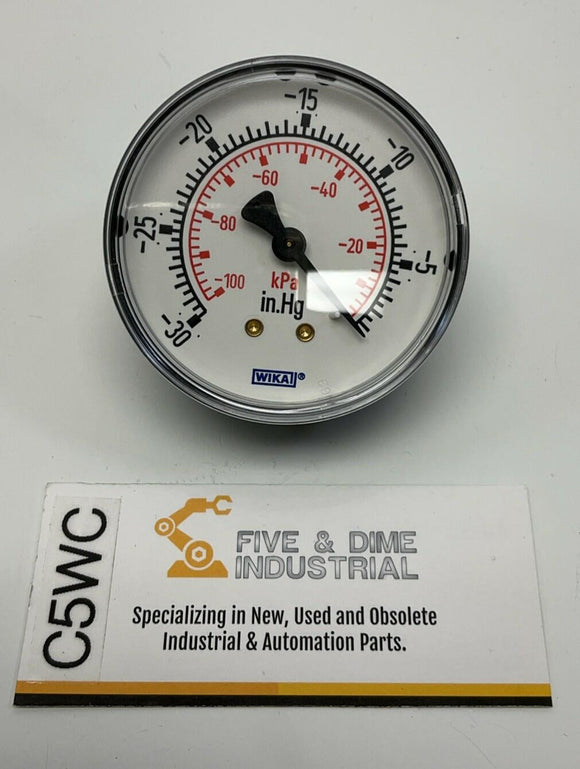 -15
-20
-10
-60
-40
-80
-25
-20
-5
-100
kPa
in.Hg
-30
WIKAI ®
C5WC
FIVE & DIME
INDUSTRIAL
Specializing in New, Used and Obsolete
Industrial & Automation Parts.